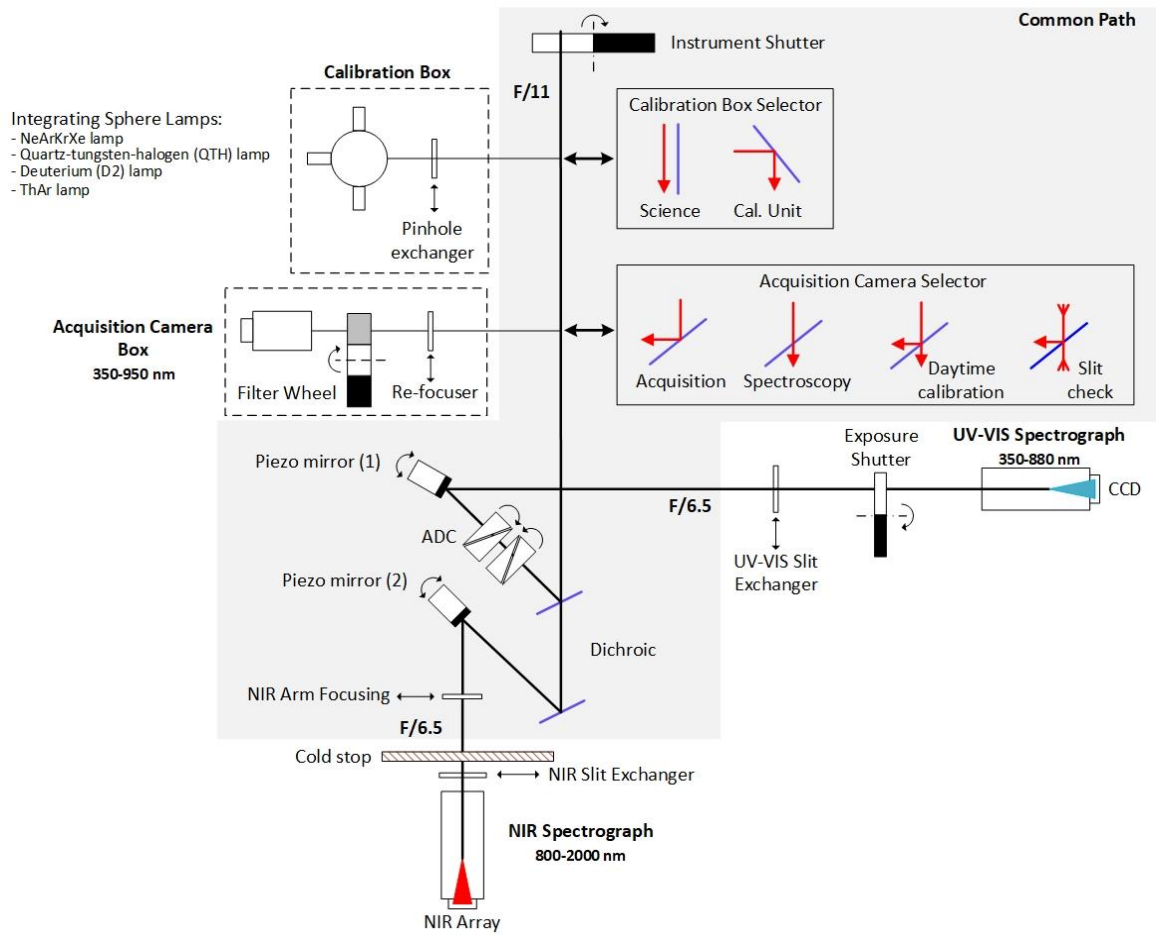 Common Path
Instrument Shutter
F/11
Calibration Box
Integrating Sphere Lamps:
- NeArKrXe lamp
- Quartz-tungsten-halogen (QTH) lamp
- Deuterium (D2) lamp
- ThAr lamp
Pinhole
exchanger
Calibration Box Selector
Science
Cal. Unit
Acquisition Camera
Box
350-950 nm
Filter Wheel
Re-focuser
Acquisition Camera Selector
Acquisition
Spectroscopy
Daytime
calibration
Slit
check
Piezo mirror (1)
ADC
Piezo mirror (2)
F/6.5
UV-VIS Slit
Exchanger
Exposure
Shutter
UV-VIS Spectrograph
350-880 nm
CCD
Dichroic
NIR Arm Focusing
F/6.5
Cold stop
NIR Slit Exchanger
NIR Spectrograph
800-2000 nm
NIR Array